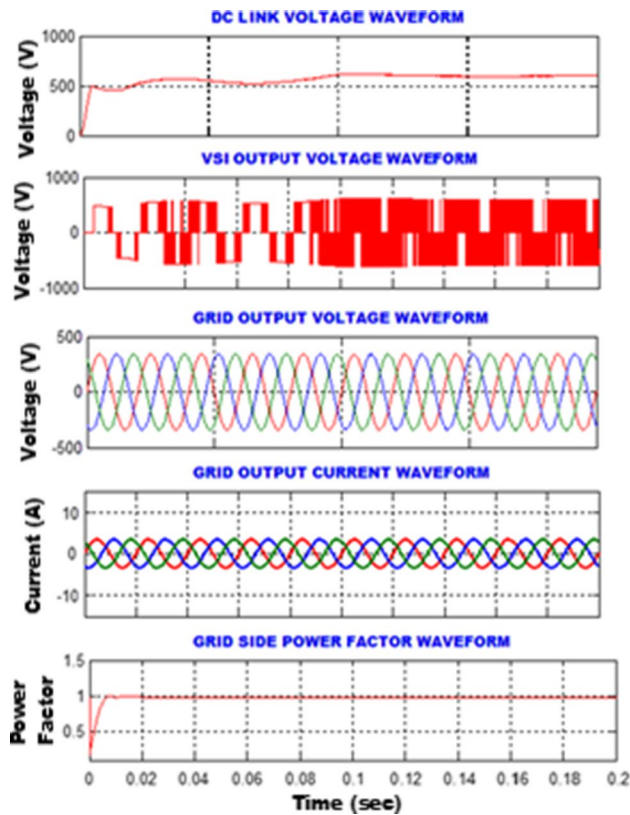 DC LINK VOLTAGE WAVEFORM
1000
500
0
Voltage (V)
VSI OUTPUT VOLTAGE WAVEFORM
1000
0
-1000
Voltage (V)
GRID OUTPUT VOLTAGE WAVEFORM
500
0
-500
Voltage (V)
GRID OUTPUT CURRENT WAVEFORM
10
0
-10
Current (A)
GRID SIDE POWER FACTOR WAVEFORM
1.5
1
0.5
Power
Factor
0 0.02 0.04 0.06 0.08 0.1 0.12 0.14 0.16 0.18 0.2
Time (sec)